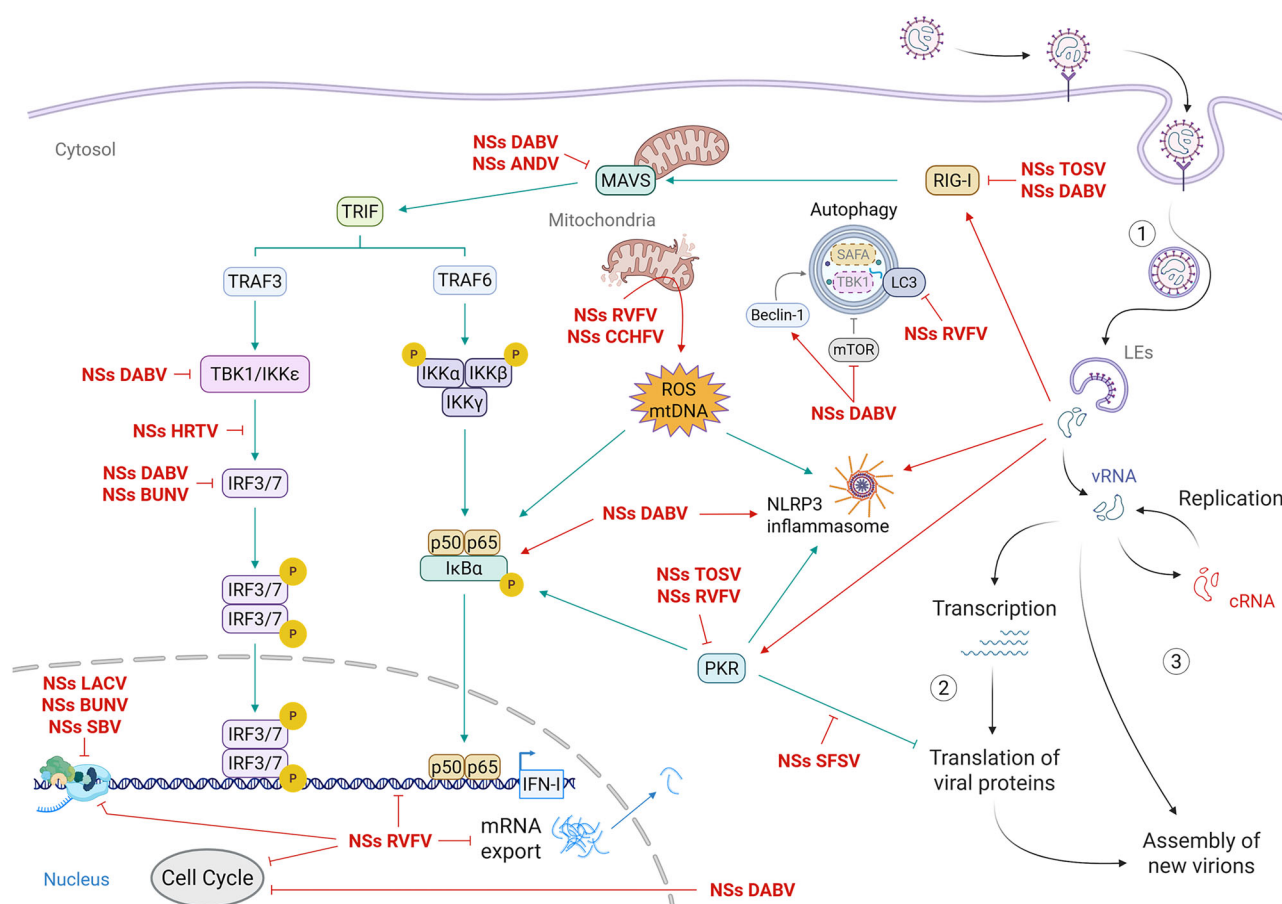 Cytosol
NSs DABV
NSs ANDV
MAVS
RIG-I
NSs TOSV
NSs DABV
TRIF
Mitochondria
Autophagy
SAFA
TBK1
LC3
Beclin-1
mTOR
NSs RVFV
NSs DABV
1
LEs
TRAF3
TRAF6
NSs RVFV
NSs CCHFV
ROS
mtDNA
NSs DABV
TBK1/IKKε
P
P
IKKα
IKKβ
IKKγ
NSs HRTV
NSs DABV
NSs BUNV
IRF3/7
NSs DABV
NLRP3
inflammasome
vRNA
Replication
cRNA
p50
p65
IκBα
P
IRF3/7
IRF3/7
P
P
NSs TOSV
NSs RVFV
PKR
Transcription
2
3
NSs SFSV
Translation of
viral proteins
Assembly of
new virions
NSs LACV
NSs BUNV
NSs SBV
IRF3/7
IRF3/7
P
P
p50
p65
IFN-I
NSs RVFV
mRNA
export
Nucleus
Cell Cycle
NSs DABV